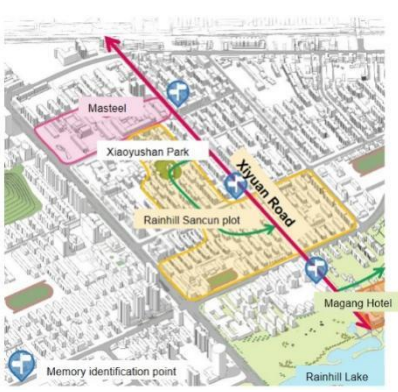 Masteel
Xiaoyushan Park
Xiyuan Road
Rainhill Sancun plot
Magang Hotel
Rainhill Lake
Memory identification point